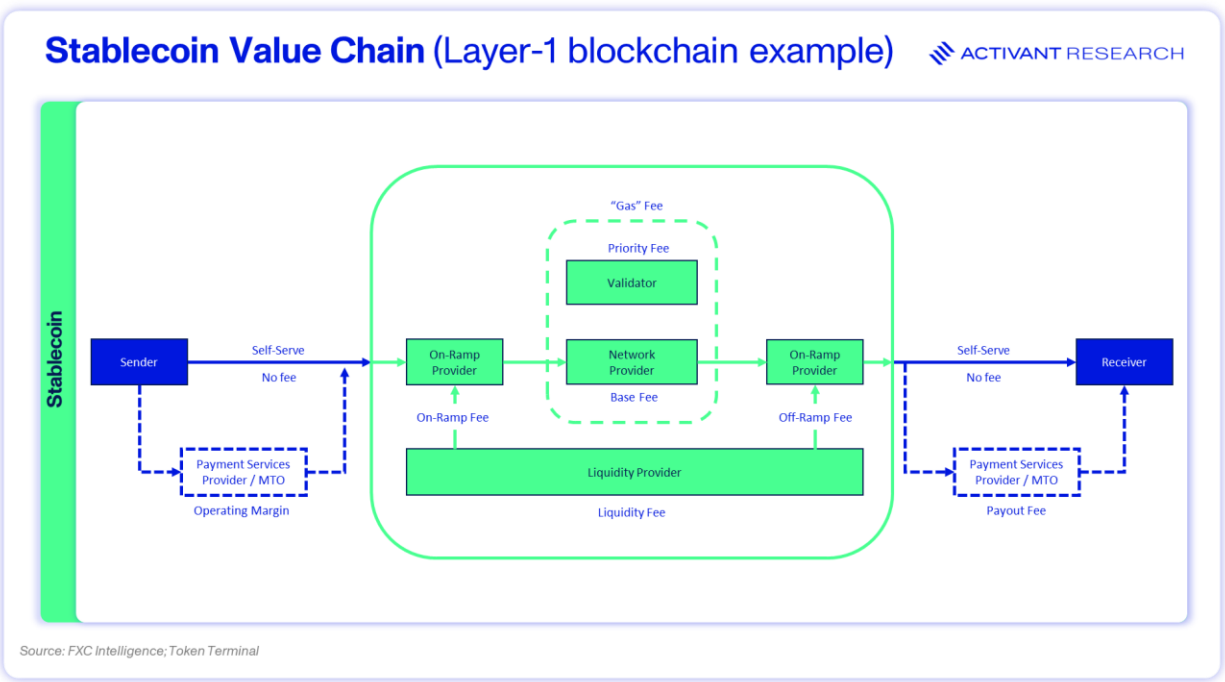 Stablecoin Value Chain (Layer-1 blockchain example)
ACTIVANT RESEARCH
Stablecoin
"Gas" Fee
Priority Fee
Validator
Sender
Self-Serve
No fee
On-Ramp
Provider
Network
Provider
On-Ramp
Provider
Self-Serve
No fee
Receiver
Base Fee
On-Ramp Fee
Off-Ramp Fee
Payment Services
Provider / MTO
Operating Margin
Liquidity Provider
Liquidity Fee
Payment Services
Provider / MTO
Payout Fee
Source: FXC Intelligence; Token Terminal